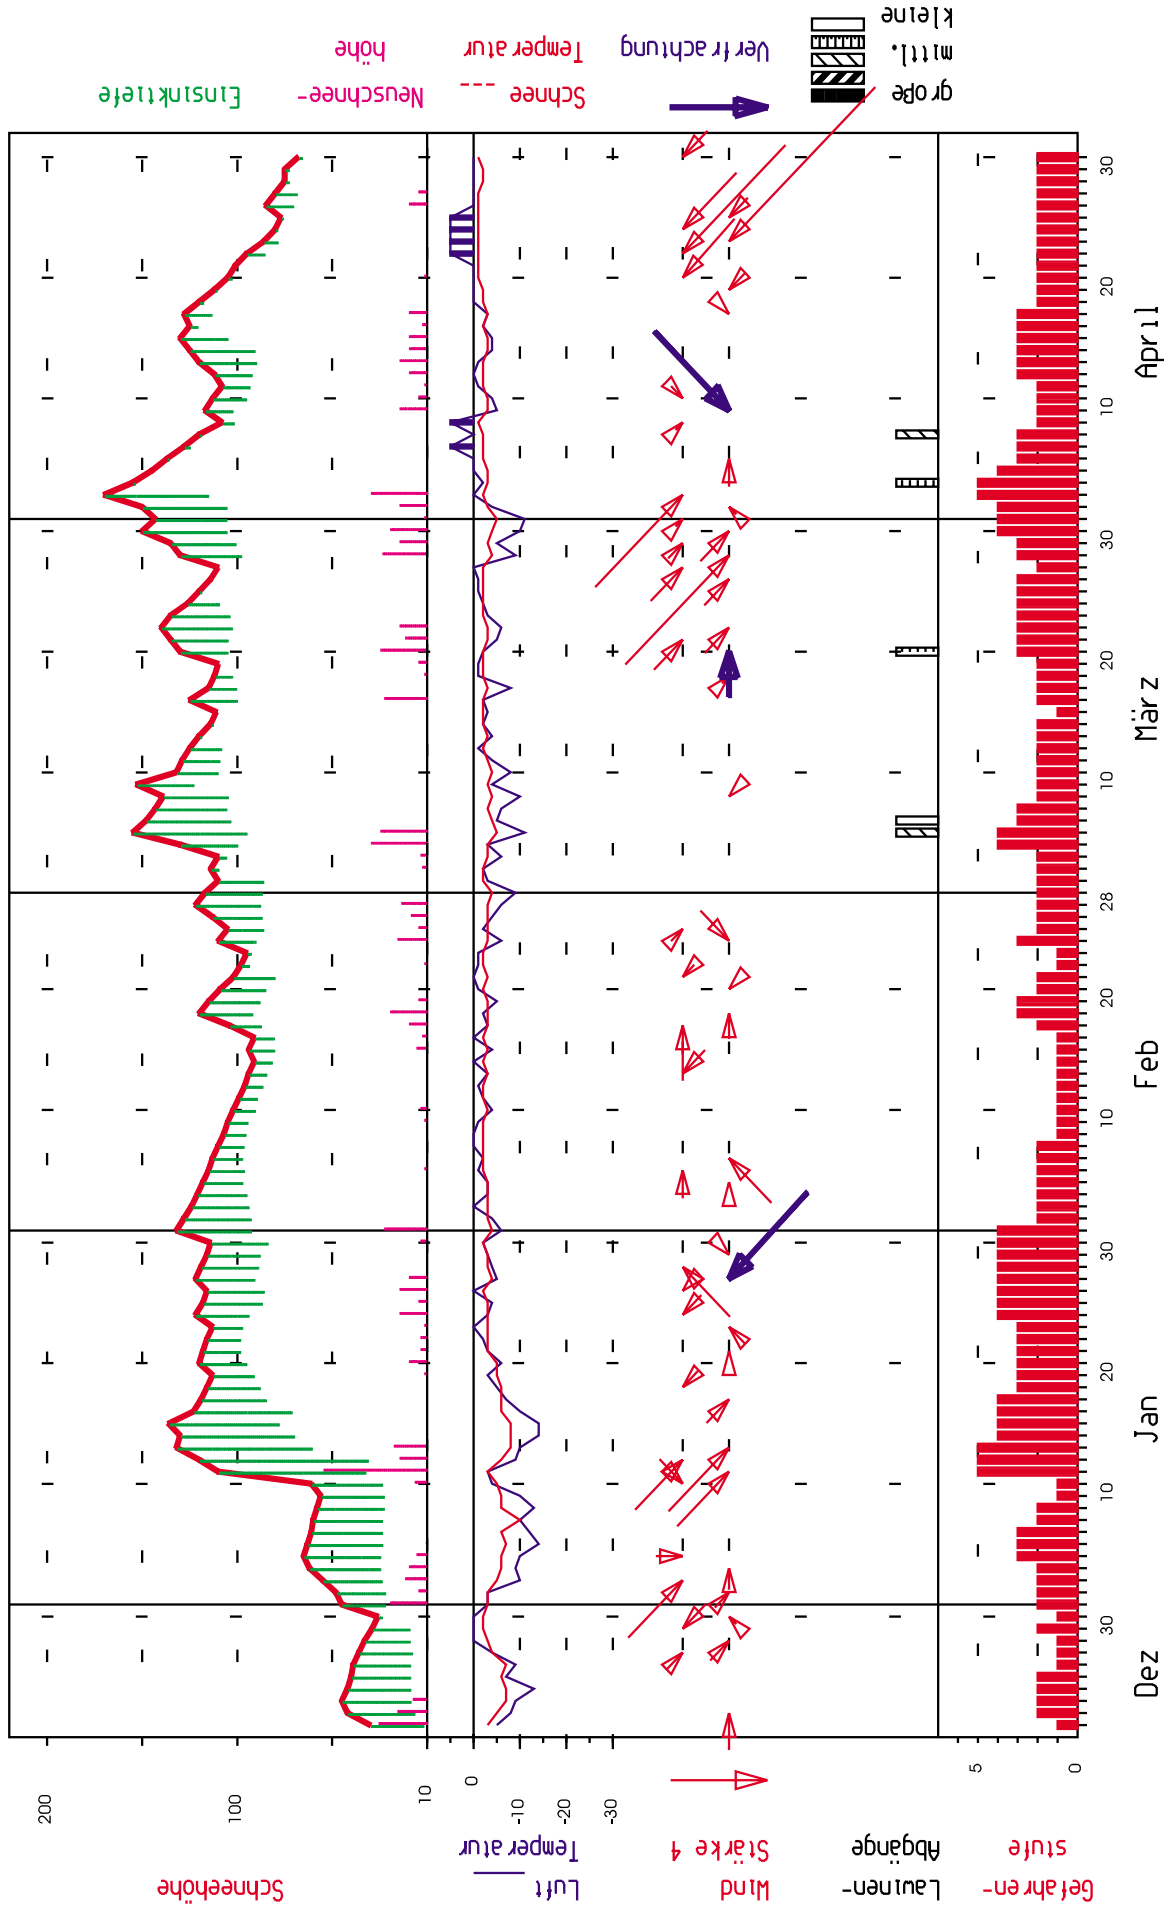 Schneehöhe
Einsinktiefe
Neuschnee-
höhe
Luft
Temperatur
Schnee
Temperatur
Wind
Stärke 4
Verfrachtung
Lawinen-
Abgänge
große
mittl.
kleine
Gefahren-
stufe
200
100
10
0
-10
-20
-30
5
0
30
10
20
30
10
20
28
10
20
30
10
20
30
Dez
Jan
Feb
März
April